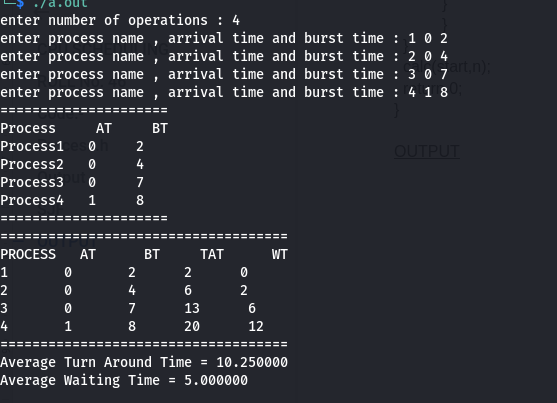 └─$ ./a.out
enter number of operations : 4
enter process name , arrival time and burst time : 1 0 2
enter process name , arrival time and burst time : 2 0 4
enter process name , arrival time and burst time : 3 0 7
enter process name , arrival time and burst time : 4 1 8
=====================
Process AT BT
Process1 0 2
Process2 0 4
Process3 0 7
Process4 1 8
=====================
====================================
PROCESS AT BT TAT WT
1 0 2 2 0
2 0 4 6 2
3 0 7 13 6
4 1 8 20 12
====================================
Average Turn Around Time = 10.250000
Average Waiting Time = 5.000000
}
}
0;
}
OUTPUT